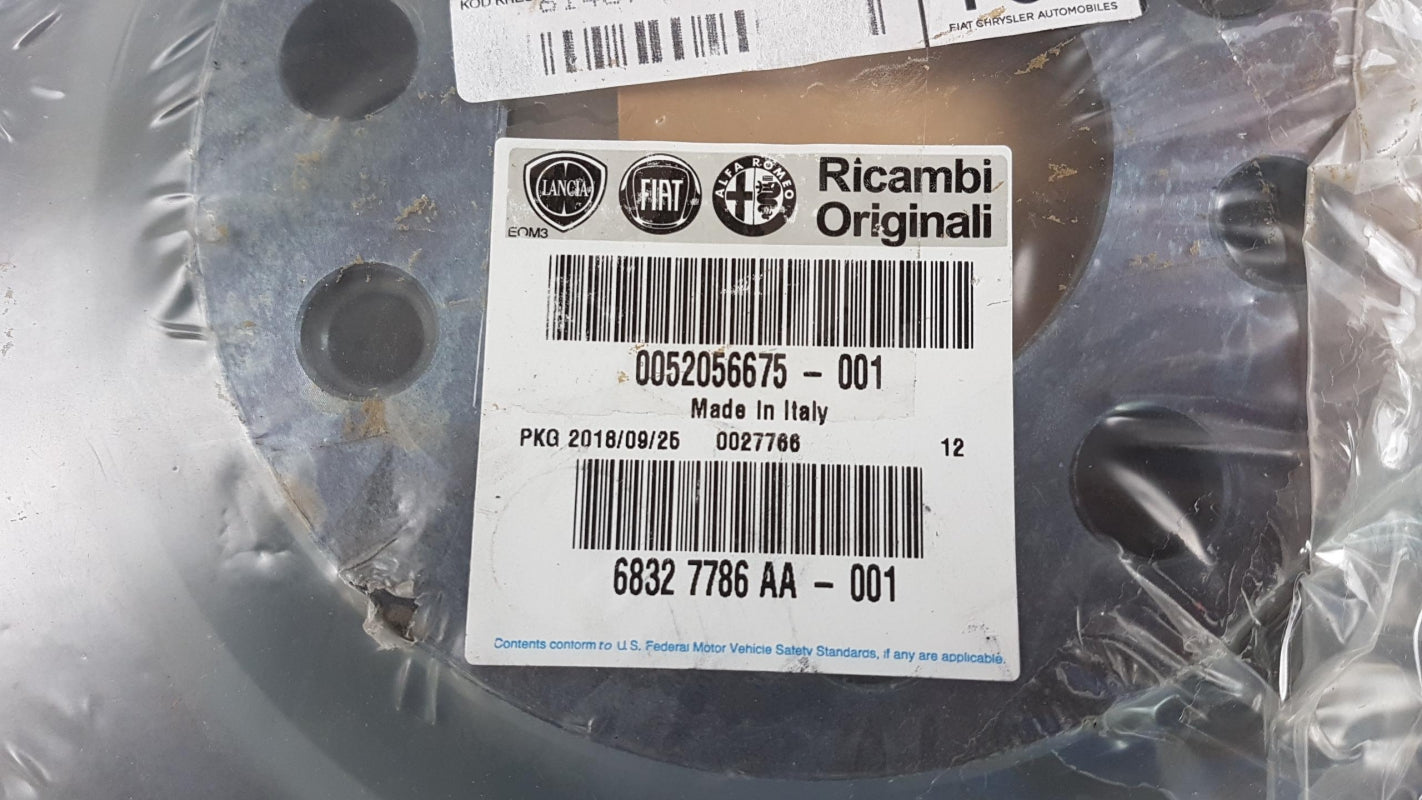 FIAT CHRYSLER AUTOMOBILES
LANCIA
FIAT
ALFA ROMEO
Ricambi
Originali
EOM3
0052056675 - 001
Made In Italy
PKG 2018/09/25 0027766 12
6832 7786 AA - 001
Contents conform to U.S. Federal Motor Vehicle Safety Standards, if any are applicable.